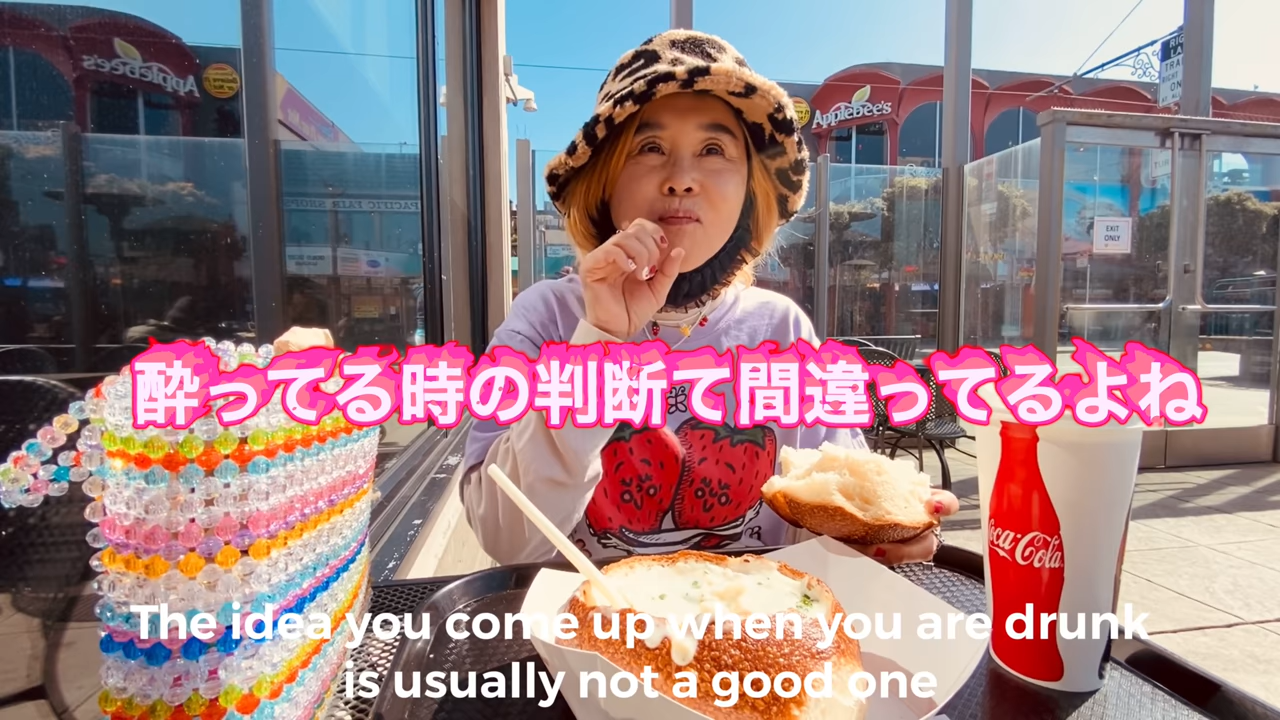 Applebee's
Applebee's
PACIFIC FAIR SHOPS
EXIT
ONLY
酔ってる時の判断て間違ってるよね
Coca-Cola
The idea you come up when you are drunk
is usually not a good one